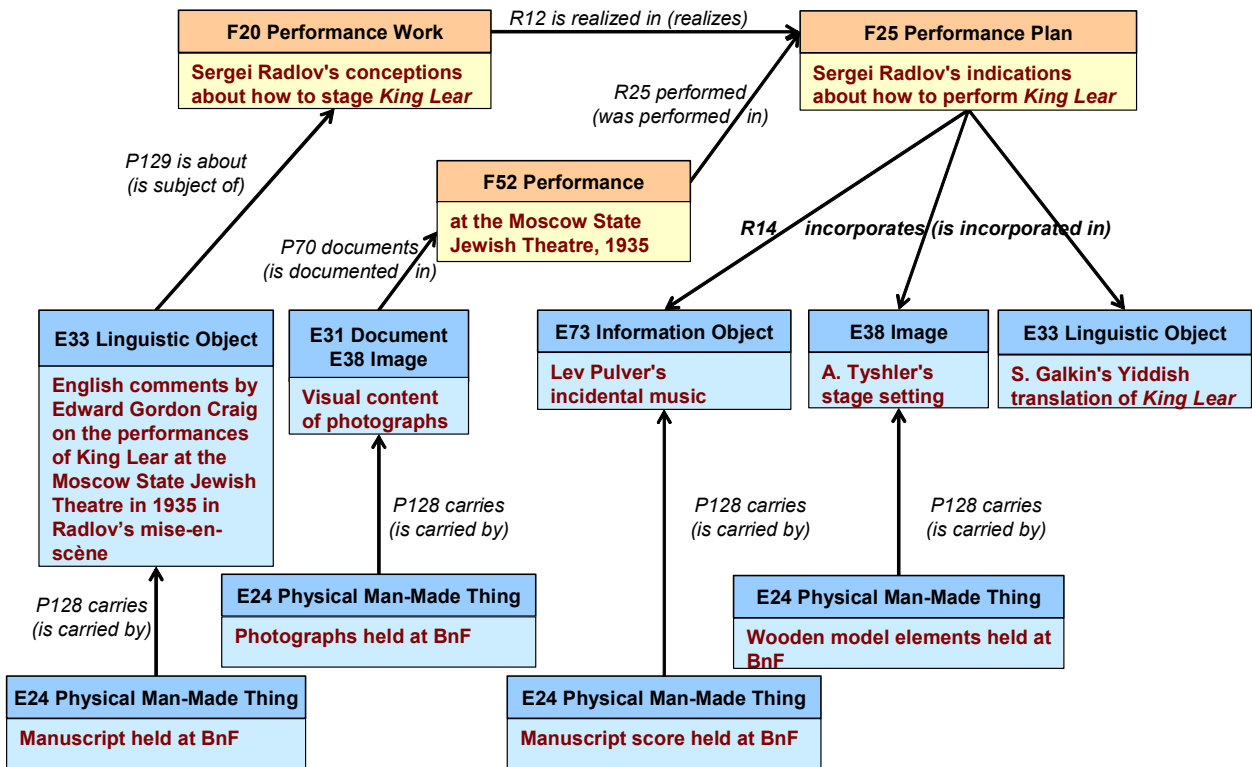 R12 is realized in (realizes)
F20 Performance Work
Sergei Radlov's conceptions
about how to stage King Lear
F25 Performance Plan
Sergei Radlov's indications
about how to perform King Lear
R25 performed
(was performed in)
P129 is about
(is subject of)
F52 Performance
at the Moscow State
Jewish Theatre, 1935
R14 incorporates (is incorporated in)
P70 documents
(is documented in)
E33 Linguistic Object
English comments by
Edward Gordon Craig
on the performances
of King Lear at the
Moscow State Jewish
Theatre in 1935 in
Radlov’s mise-en-
scène
E31 Document
E38 Image
Visual content
of photographs
E73 Information Object
Lev Pulver's
incidental music
E38 Image
A. Tyshler's
stage setting
E33 Linguistic Object
S. Galkin's Yiddish
translation of King Lear
P128 carries
(is carried by)
P128 carries
(is carried by)
P128 carries
(is carried by)
P128 carries
(is carried by)
E24 Physical Man-Made Thing
Photographs held at BnF
E24 Physical Man-Made Thing
Wooden model elements held at
BnF
E24 Physical Man-Made Thing
Manuscript held at BnF
E24 Physical Man-Made Thing
Manuscript score held at BnF